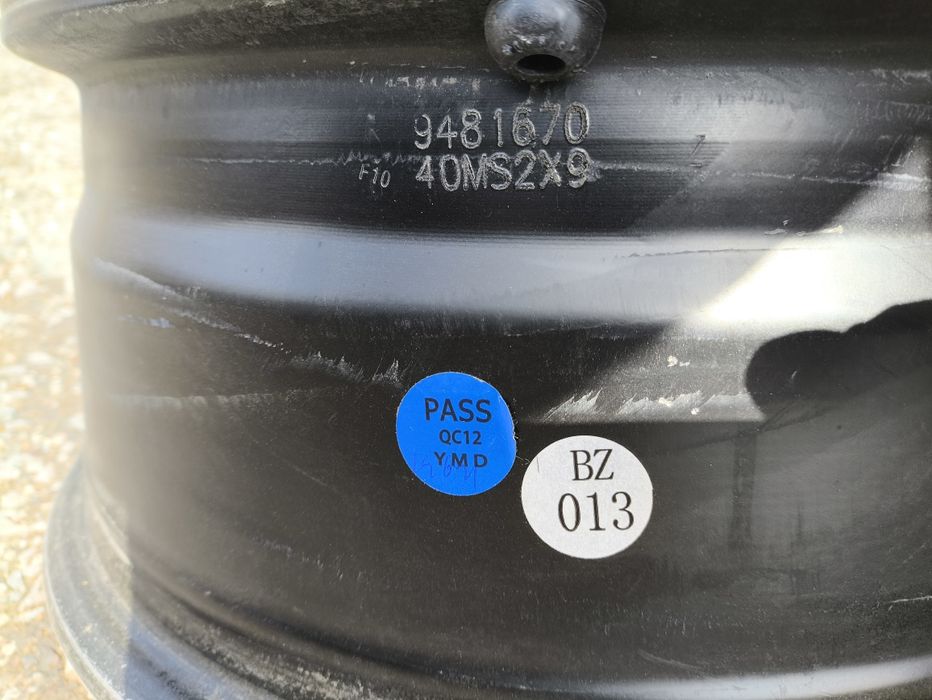 9481670
F10 40MS2X9
PASS
QC12
YMD
BZ
013